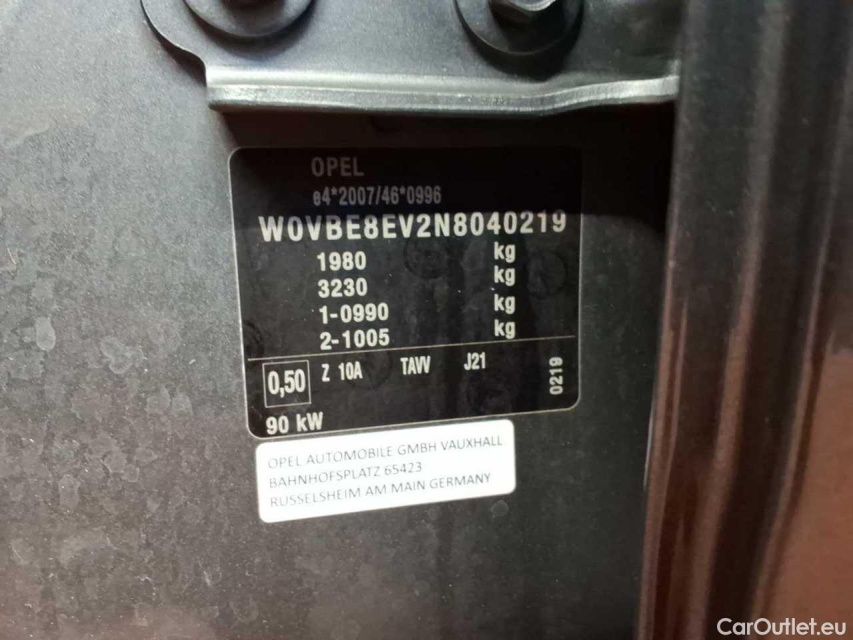 OPEL
e4*2007/46*0996
W0VBE8EV2N8040219
1980 kg
3230 kg
1-0990 kg
2-1005 kg
0,50 Z 10A TAW J21 0219
90 kW
OPEL AUTOMOBILE GMBH VAUXHALL
BAHNHOFSPLATZ 65423
RUSSELSHEIM AM MAIN GERMANY
CarOutlet.eu